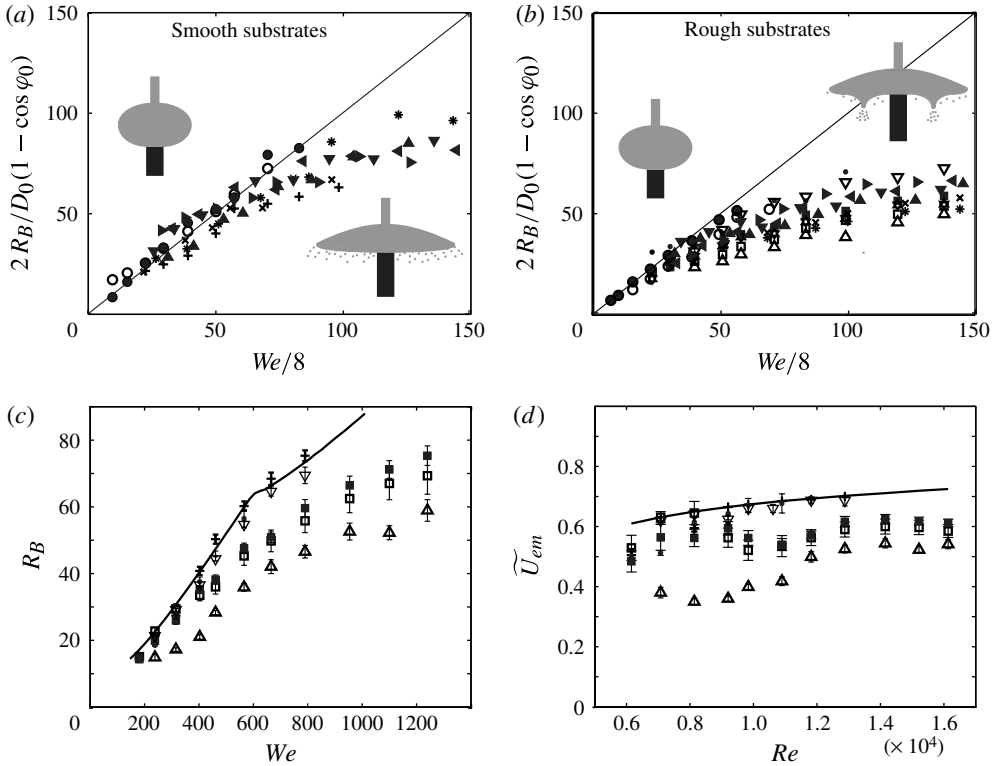 (a)
150
100
50
0
50
100
150
Smooth substrates
2 R_B/D_0(1 − cos φ_0)
We/8
(b)
150
100
50
0
50
100
150
Rough substrates
2 R_B/D_0(1 − cos φ_0)
We/8
(c)
80
60
40
20
0
200 400 600 800 1000 1200 1400
R_B
We
(d)
0.8
0.6
0.4
0.2
0
0.6 0.8 1.0 1.2 1.4 1.6
(× 10⁴)
Ũ_em
Re